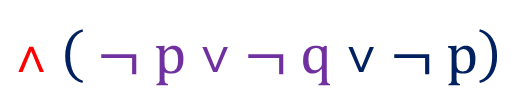 ∧ ( ¬ p ∨ ¬ q ∨ ¬ p)